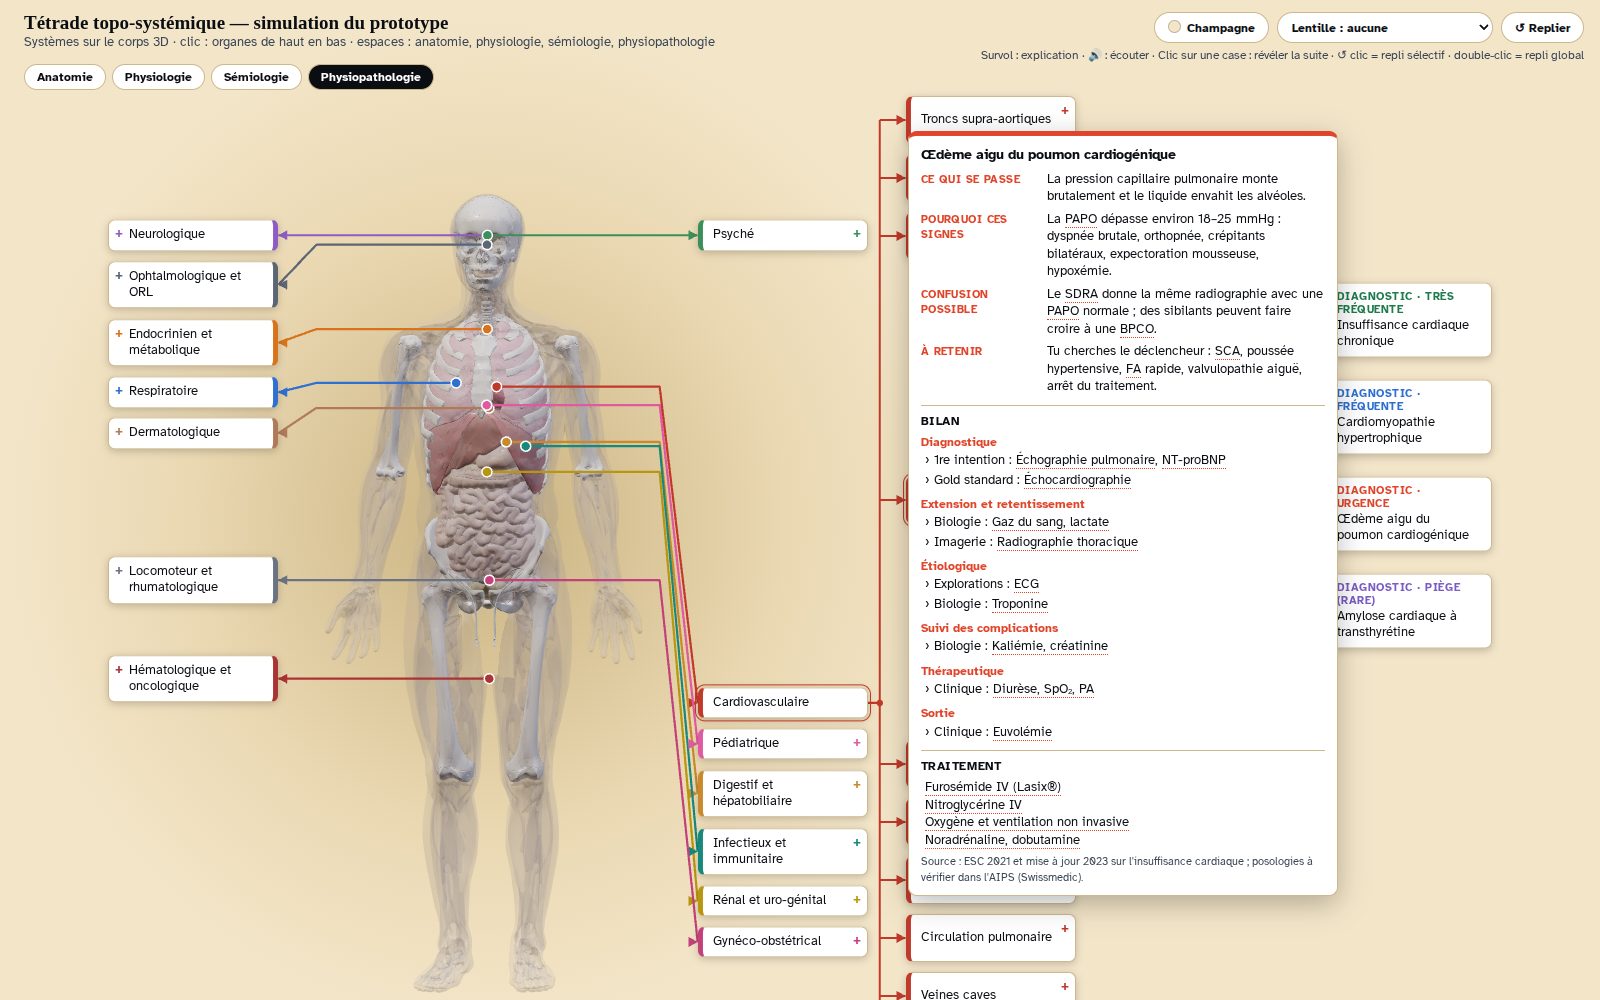 Tétrade topo-systémique — simulation du prototype
Systèmes sur le corps 3D · clic : organes de haut en bas · espaces : anatomie, physiologie, sémiologie, physiopathologie
Anatomie
Physiologie
Sémiologie
Physiopathologie
Champagne
Lentille : aucune
↺ Replier
Survol : explication · 🔊 : écouter · Clic sur une case : révéler la suite · ↺ clic = repli sélectif · double-clic = repli global
+ Neurologique
+ Ophtalmologique et
ORL
+ Endocrinien et
métabolique
+ Respiratoire
+ Dermatologique
+ Locomoteur et
rhumatologique
+ Hématologique et
oncologique
Psyché +
Cardiovasculaire
Pédiatrique +
Digestif et +
hépatobiliaire
Infectieux et +
immunitaire
Rénal et uro-génital +
Gynéco-obstétrical +
Troncs supra-aortiques +
Circulation pulmonaire +
Veines caves +
Œdème aigu du poumon cardiogénique
CE QUI SE PASSE
La pression capillaire pulmonaire monte
brutalement et le liquide envahit les alvéoles.
POURQUOI CES
SIGNES
La PAPO dépasse environ 18–25 mmHg :
dyspnée brutale, orthopnée, crépitants
bilatéraux, expectoration mousseuse,
hypoxémie.
CONFUSION
POSSIBLE
Le SDRA donne la même radiographie avec une
PAPO normale ; des sibilants peuvent faire
croire à une BPCO.
À RETENIR
Tu cherches le déclencheur : SCA, poussée
hypertensive, FA rapide, valvulopathie aiguë,
arrêt du traitement.
BILAN
Diagnostique
› 1re intention : Échographie pulmonaire, NT-proBNP
› Gold standard : Échocardiographie
Extension et retentissement
› Biologie : Gaz du sang, lactate
› Imagerie : Radiographie thoracique
Étiologique
› Explorations : ECG
› Biologie : Troponine
Suivi des complications
› Biologie : Kaliémie, créatinine
Thérapeutique
› Clinique : Diurèse, SpO₂, PA
Sortie
› Clinique : Euvolémie
TRAITEMENT
Furosémide IV (Lasix®)
Nitroglycérine IV
Oxygène et ventilation non invasive
Noradrénaline, dobutamine
Source : ESC 2021 et mise à jour 2023 sur l'insuffisance cardiaque ; posologies à
vérifier dans l'AIPS (Swissmedic).
DIAGNOSTIC · TRÈS
FRÉQUENTE
Insuffisance cardiaque
chronique
DIAGNOSTIC ·
FRÉQUENTE
Cardiomyopathie
hypertrophique
DIAGNOSTIC ·
URGENCE
Œdème aigu du
poumon cardiogénique
DIAGNOSTIC · PIÈGE
(RARE)
Amylose cardiaque à
transthyrétine